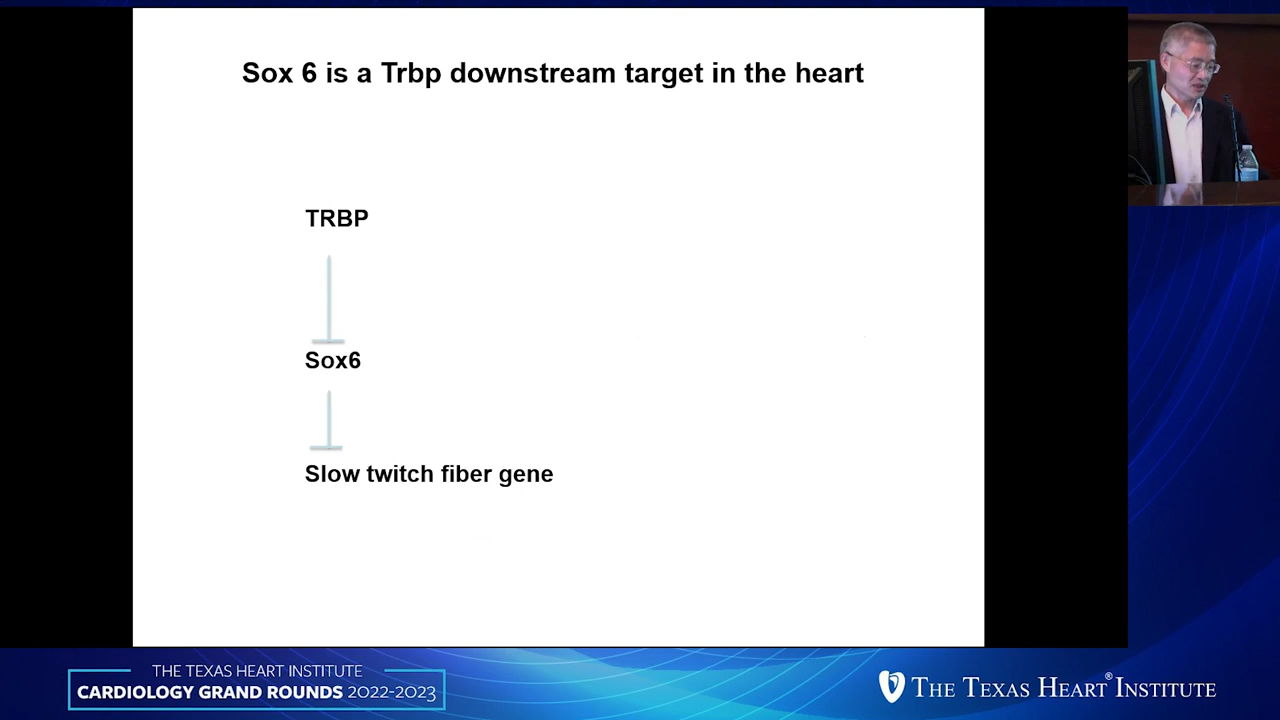 Sox 6 is a Trbp downstream target in the heart
TRBP
Sox6
Slow twitch fiber gene
THE TEXAS HEART INSTITUTE
CARDIOLOGY GRAND ROUNDS 2022-2023
THE TEXAS HEART® INSTITUTE